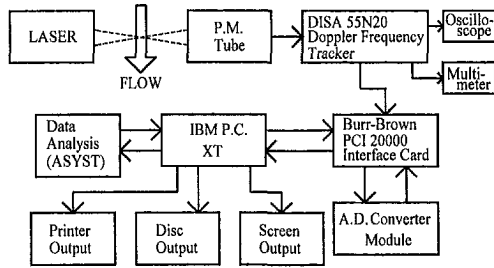 LASER
FLOW
P.M.
Tube
DISA 55N20
Doppler Frequency
Tracker
Oscillo-
scope
Multi-
meter
Data
Analysis
(ASYST)
IBM P.C.
XT
Burr-Brown
PCI 20000
Interface Card
Printer
Output
Disc
Output
Screen
Output
A.D. Converter
Module